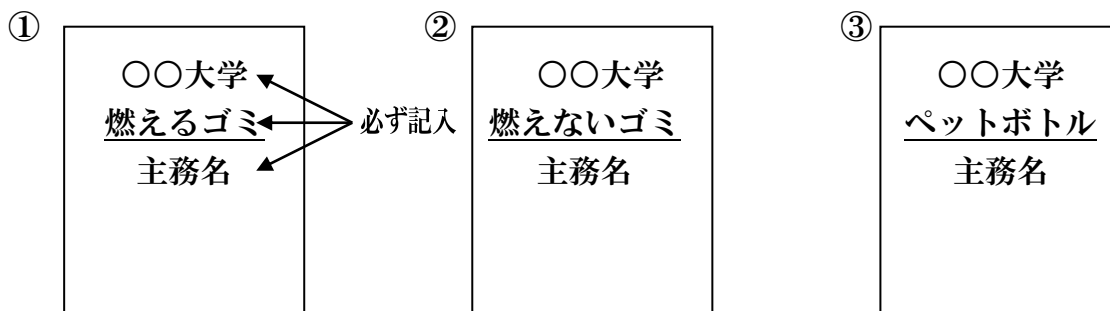 ①
〇〇大学
燃えるゴミ
主務名
必ず記入
②
〇〇大学
燃えないゴミ
主務名
③
〇〇大学
ペットボトル
主務名